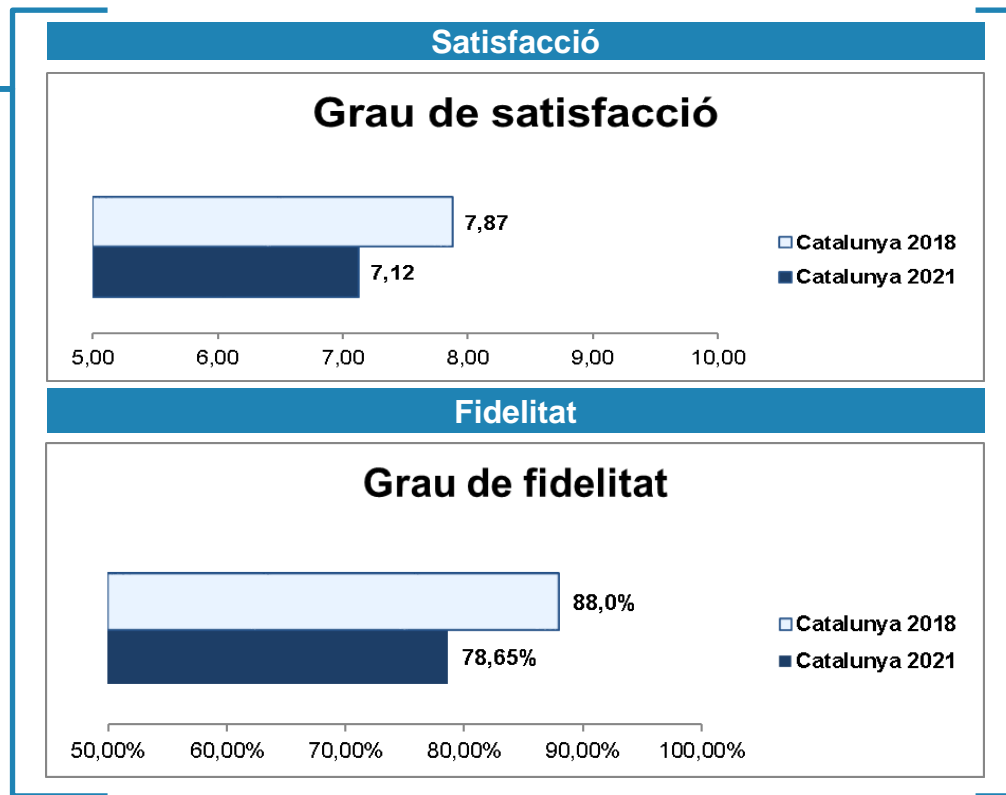 Satisfacció
Grau de satisfacció
7,87
7,12
Catalunya 2018
Catalunya 2021
5,00 6,00 7,00 8,00 9,00 10,00
Fidelitat
Grau de fidelitat
88,0%
78,65%
Catalunya 2018
Catalunya 2021
50,00% 60,00% 70,00% 80,00% 90,00% 100,00%